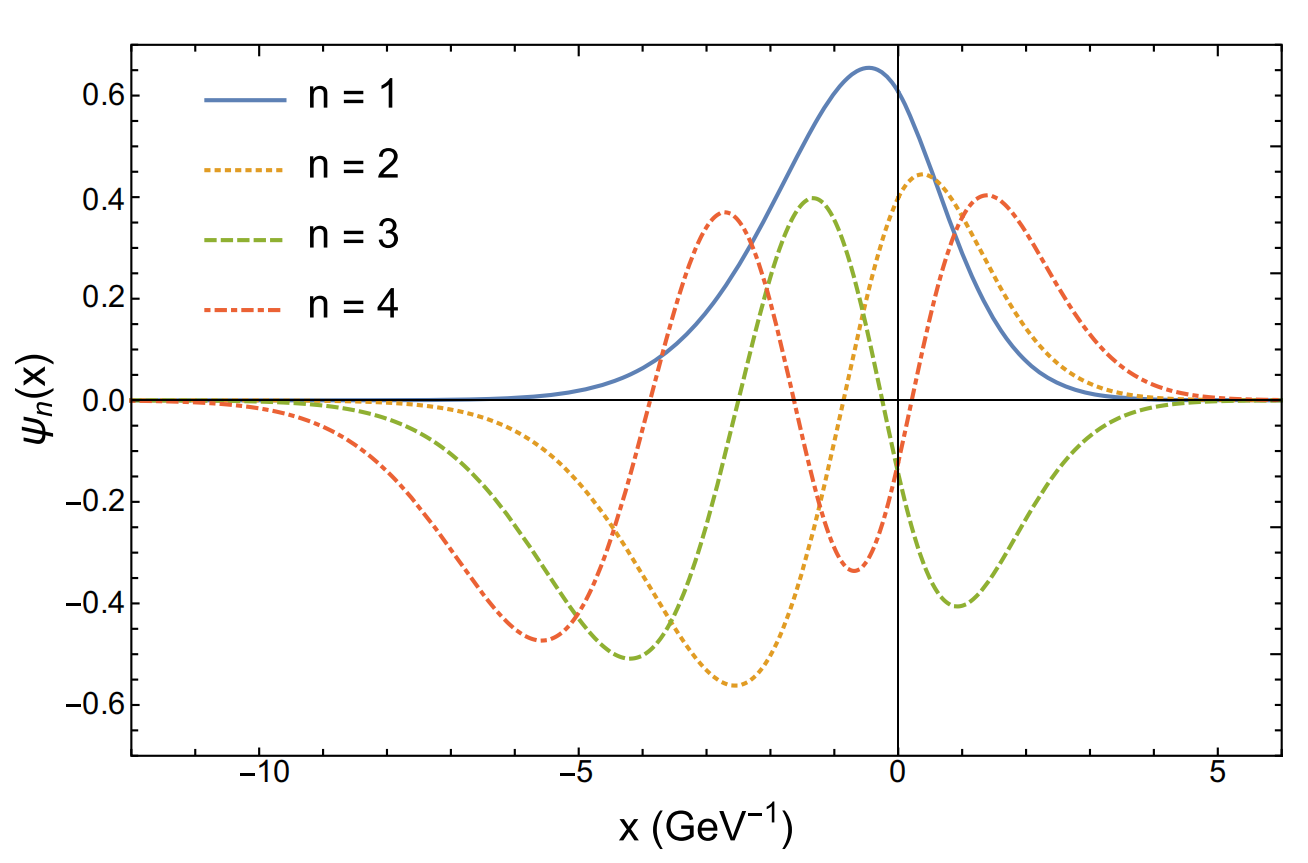 n = 1
n = 2
n = 3
n = 4
0.6
0.4
0.2
0.0
−0.2
−0.4
−0.6
ψn(x)
−10
−5
0
5
x (GeV⁻¹)